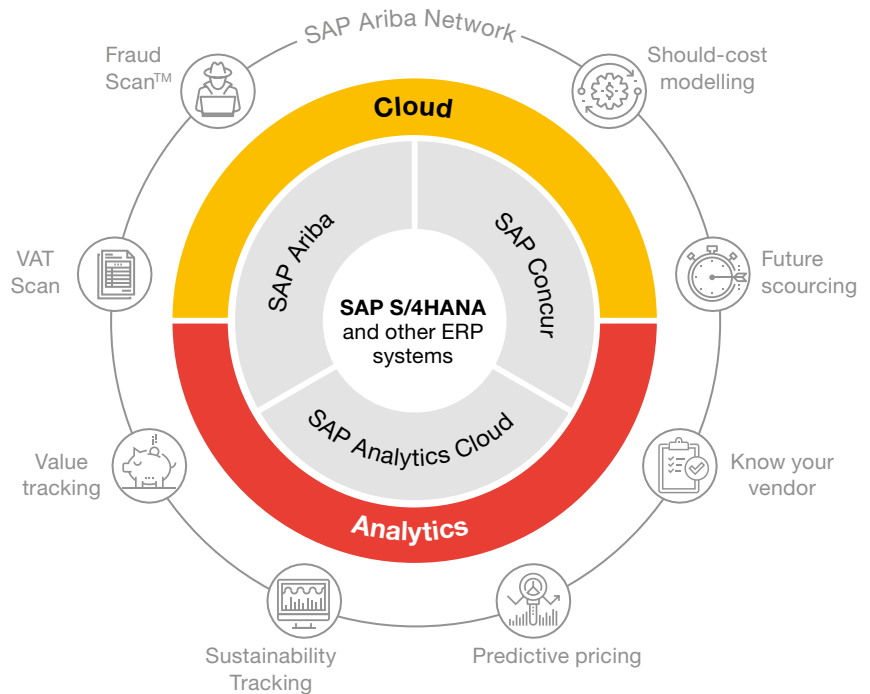 SAP Ariba Network
Fraud
Scan™
Should-cost
modelling
Cloud
SAP Ariba
SAP Concur
VAT
Scan
Future
scourcing
SAP S/4HANA
and other ERP
systems
SAP Analytics Cloud
Value
tracking
Know your
vendor
Analytics
Sustainability
Tracking
Predictive pricing